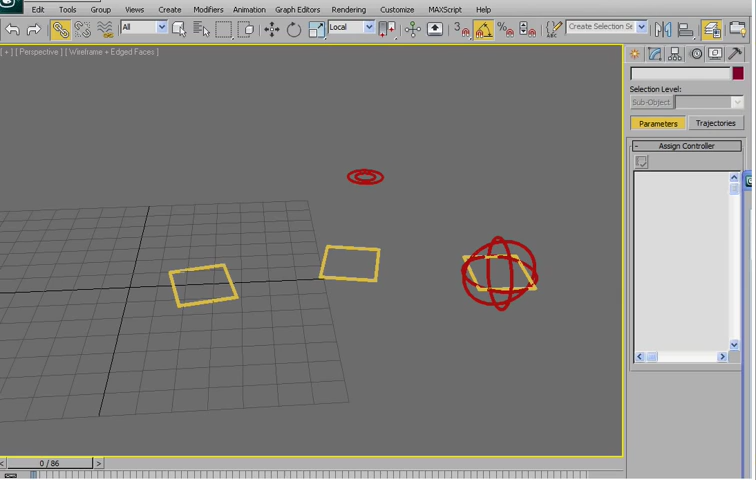 Edit Tools Group Views Create Modifiers Animation Graph Editors Rendering Customize MAXScript Help
All Local 3 % Create Selection Se
[ + ] [ Perspective ] [ Wireframe + Edged Faces ]
Selection Level:
Sub-Object
Parameters Trajectories
- Assign Controller
< 0 / 86 >